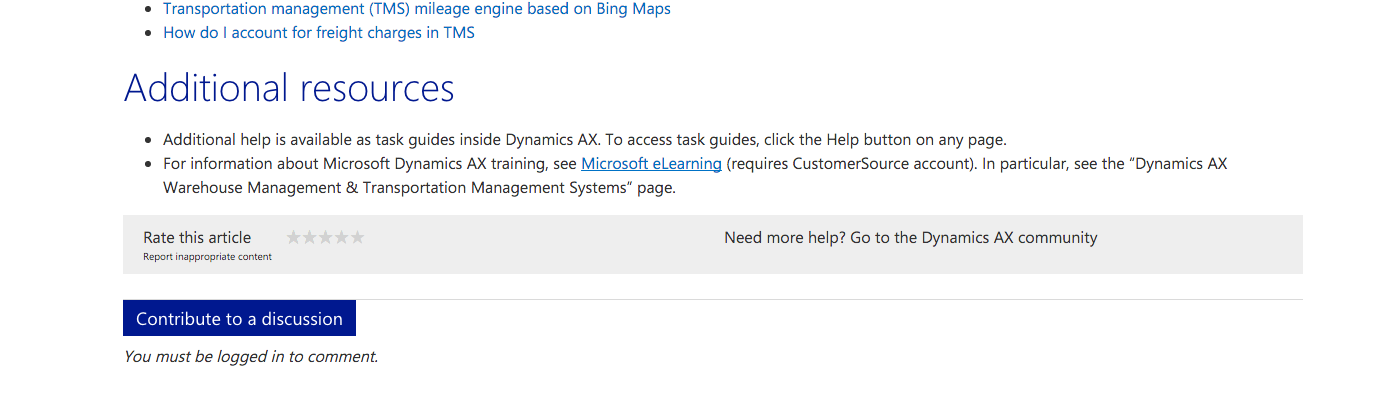 Transportation management (TMS) mileage engine based on Bing Maps
How do I account for freight charges in TMS
Additional resources
Additional help is available as task guides inside Dynamics AX. To access task guides, click the Help button on any page.
For information about Microsoft Dynamics AX training, see Microsoft eLearning (requires CustomerSource account). In particular, see the “Dynamics AX
Warehouse Management & Transportation Management Systems” page.
Rate this article
Need more help? Go to the Dynamics AX community
Report inappropriate content
Contribute to a discussion
You must be logged in to comment.